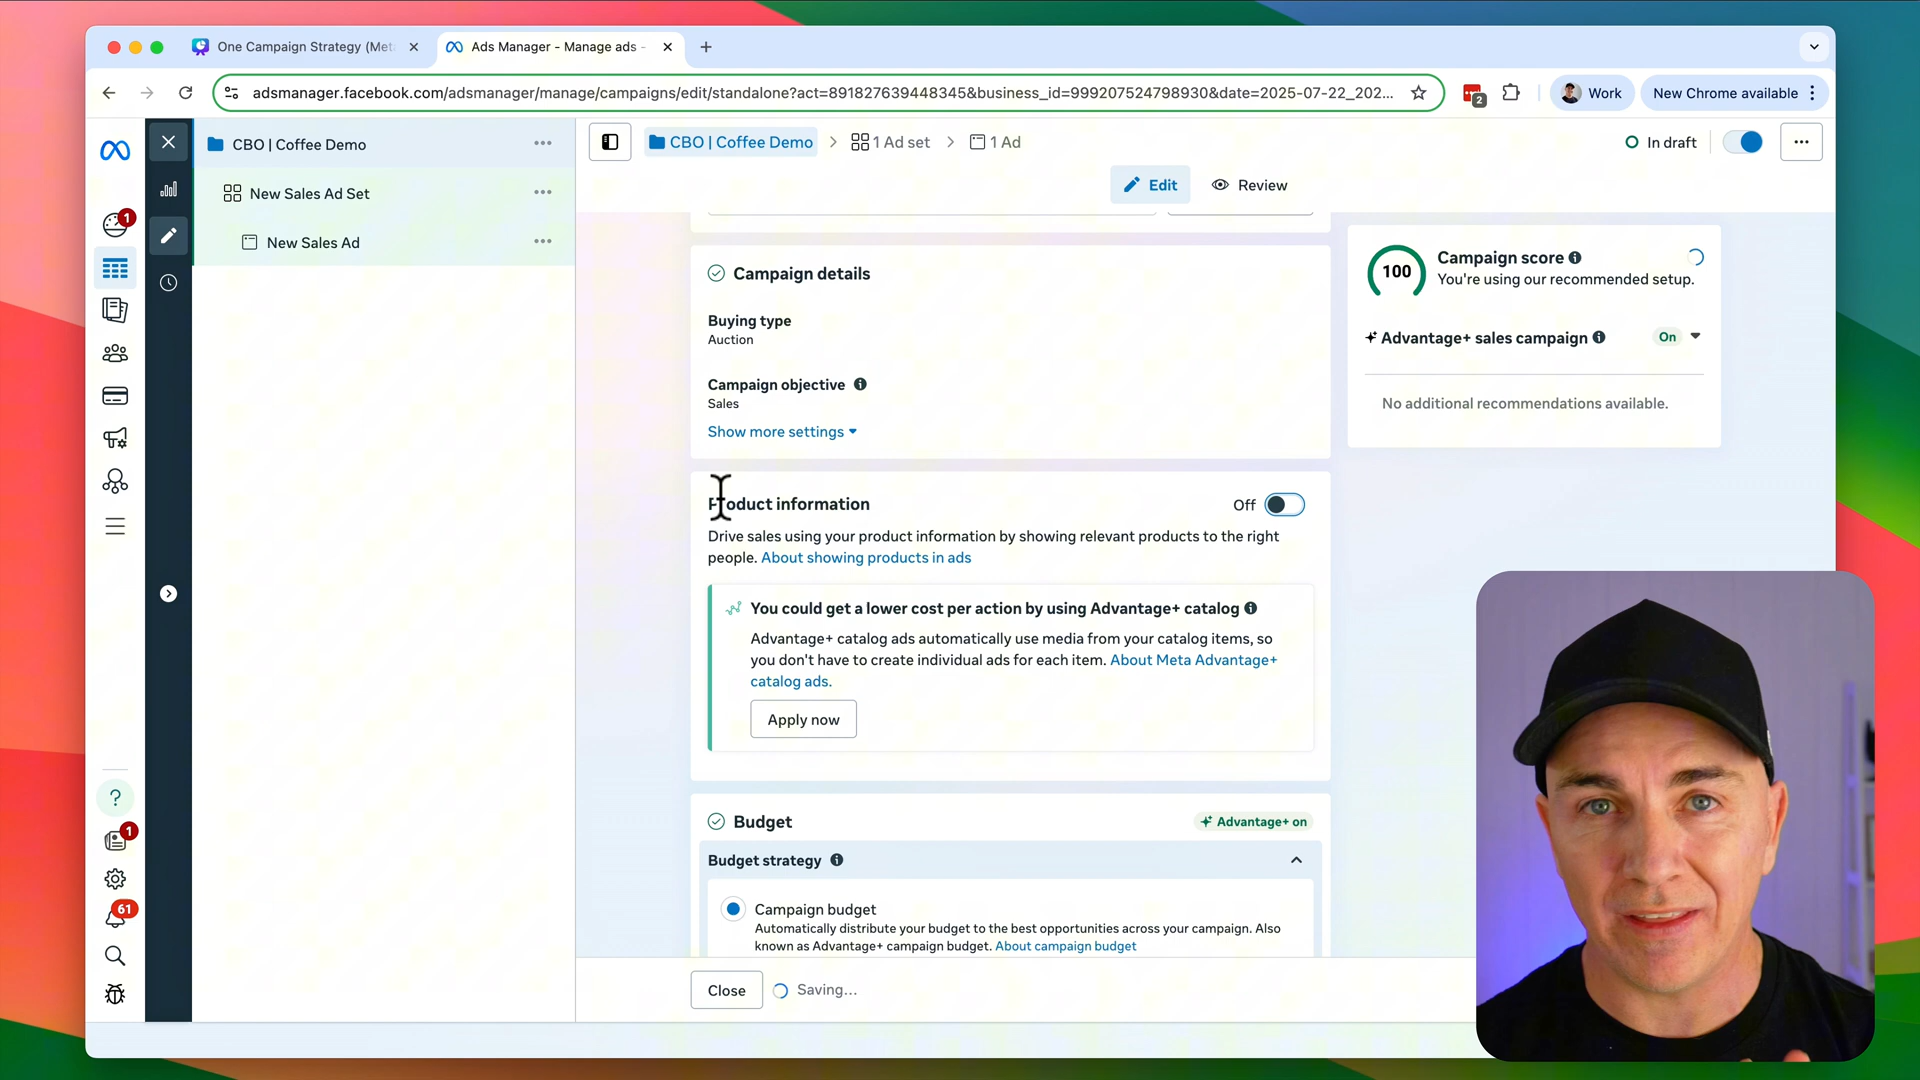 One Campaign Strategy (Met
Ads Manager - Manage ads -
adsmanager.facebook.com/adsmanager/manage/campaigns/edit/standalone?act=891827639448345&business_id=999207524798930&date=2025-07-22_202...
2
Work
New Chrome available
CBO | Coffee Demo
New Sales Ad Set
New Sales Ad
CBO | Coffee Demo
1 Ad set
1 Ad
In draft
Edit
Review
1
Campaign details
Buying type
Auction
Campaign objective
Sales
Show more settings
100
Campaign score
You're using our recommended setup.
Advantage+ sales campaign
On
No additional recommendations available.
Product information
Off
Drive sales using your product information by showing relevant products to the right
people. About showing products in ads
You could get a lower cost per action by using Advantage+ catalog
Advantage+ catalog ads automatically use media from your catalog items, so
you don't have to create individual ads for each item. About Meta Advantage+
catalog ads.
Apply now
Budget
Advantage+ on
Budget strategy
Campaign budget
Automatically distribute your budget to the best opportunities across your campaign. Also
known as Advantage+ campaign budget. About campaign budget
?
1
61
Close
Saving...